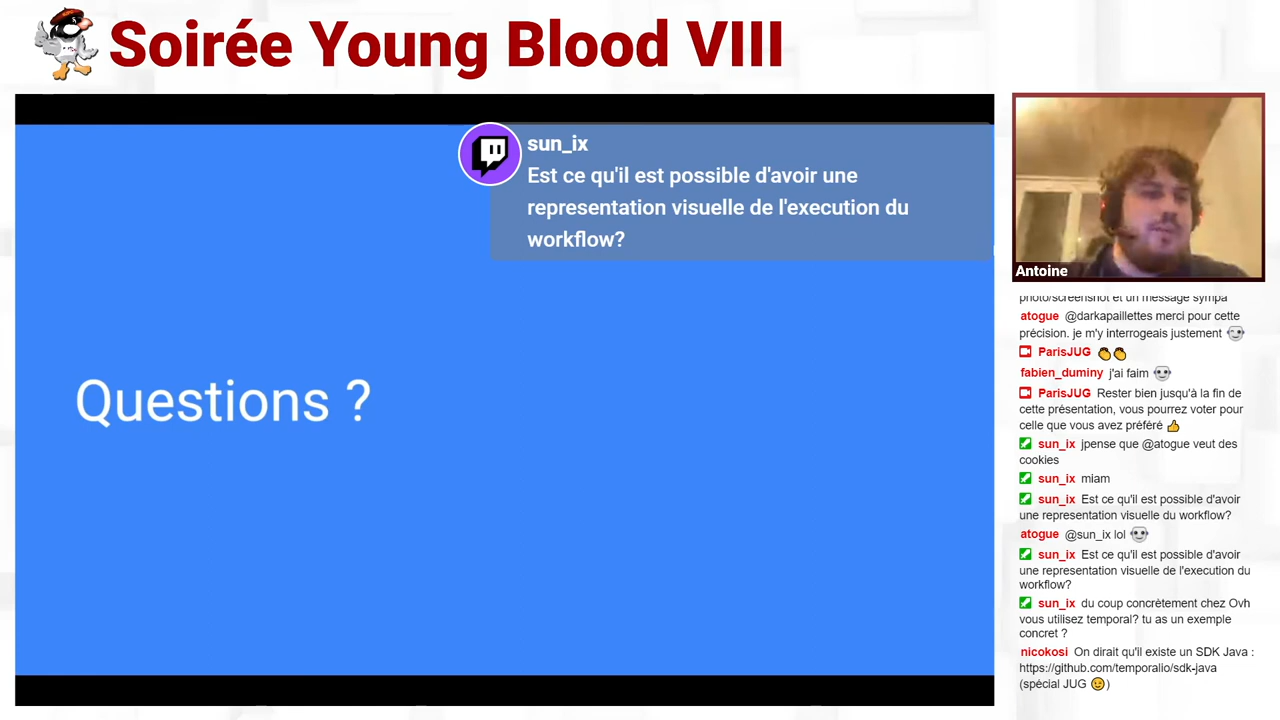 Soirée Young Blood VIII
sun_ix
Est ce qu'il est possible d'avoir une
representation visuelle de l'execution du
workflow?
Questions ?
Antoine
photo/screenshot et un message sympa
atogue @darkapaillettes merci pour cette
précision. je m'y interrogeais justement
ParisJUG
fabien_duminy j'ai faim
ParisJUG Rester bien jusqu'à la fin de
cette présentation, vous pourrez voter pour
celle que vous avez préféré 👍
sun_ix jpense que @atogue veut des
cookies
sun_ix miam
sun_ix Est ce qu'il est possible d'avoir
une representation visuelle du workflow?
atogue @sun_ix lol
sun_ix Est ce qu'il est possible d'avoir
une representation visuelle de l'execution du
workflow?
sun_ix du coup concrètement chez Ovh
vous utilisez temporal? tu as un exemple
concret ?
nicokosi On dirait qu'il existe un SDK Java :
https://github.com/temporalio/sdk-java
(spécial JUG 😉)